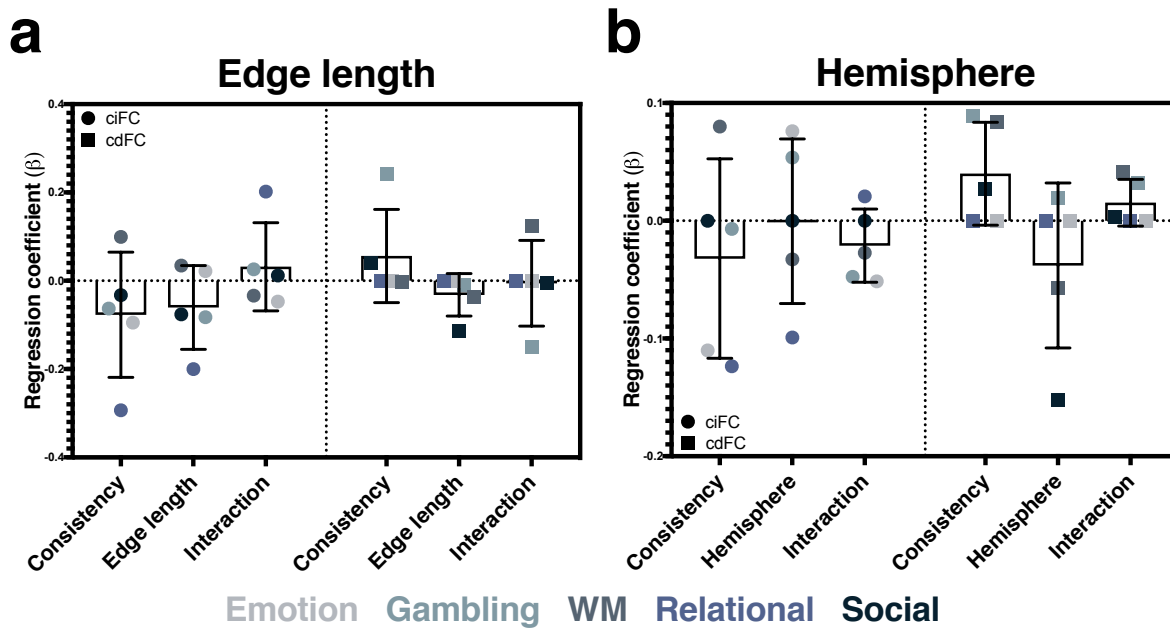 a
Edge length
0.4
0.0
-0.2
-0.4
Regression coefficient (β)
ciFC
cdFC
Consistency
Edge length
Interaction
Consistency
Edge length
Interaction
b
Hemisphere
0.1
0.0
-0.1
-0.2
Regression coefficient (β)
ciFC
cdFC
Consistency
Hemisphere
Interaction
Consistency
Hemisphere
Interaction
Emotion Gambling WM Relational Social